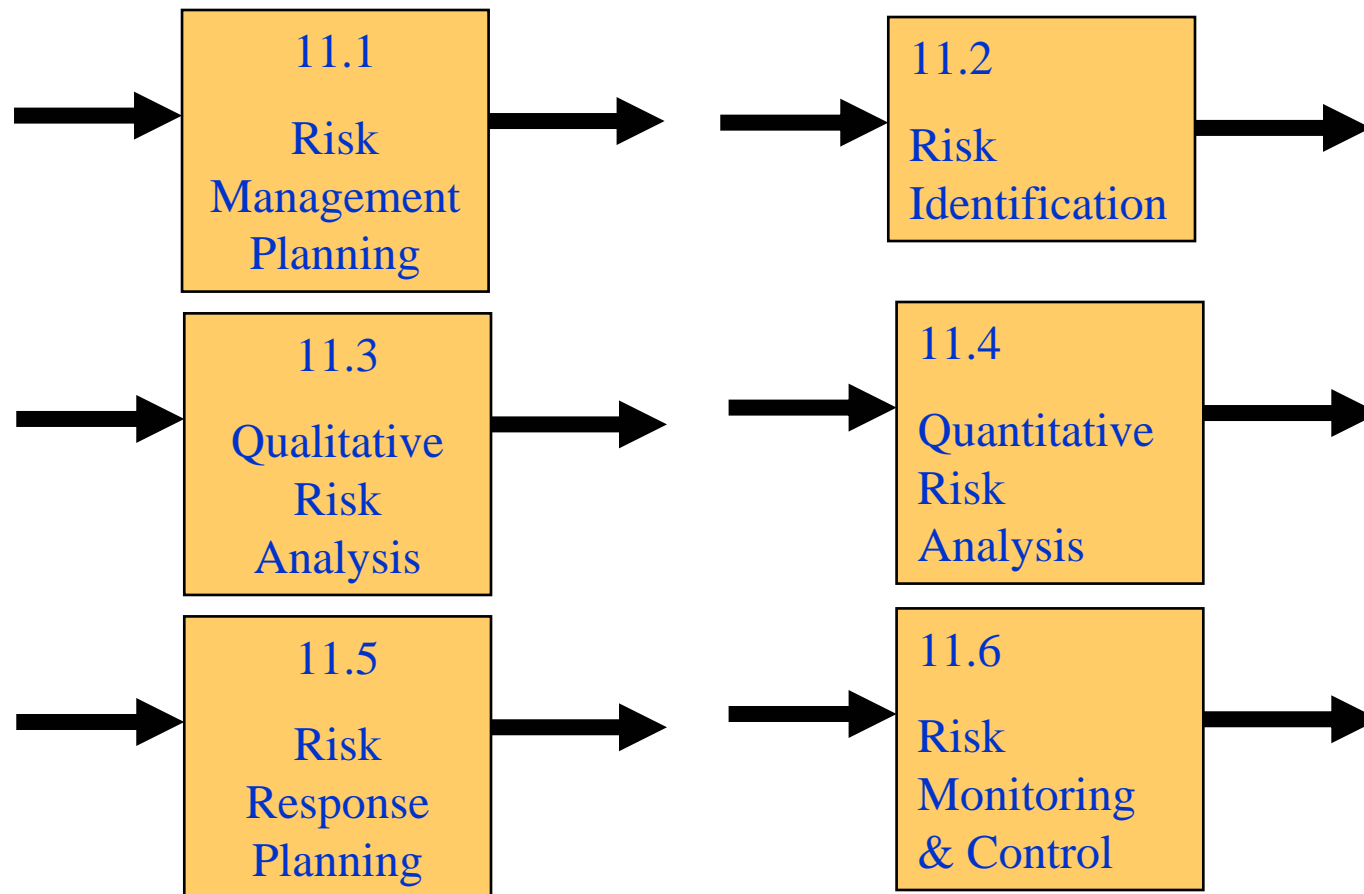 11.1
Risk
Management
Planning
11.2
Risk
Identification
11.3
Qualitative
Risk
Analysis
11.4
Quantitative
Risk
Analysis
11.5
Risk
Response
Planning
11.6
Risk
Monitoring
& Control